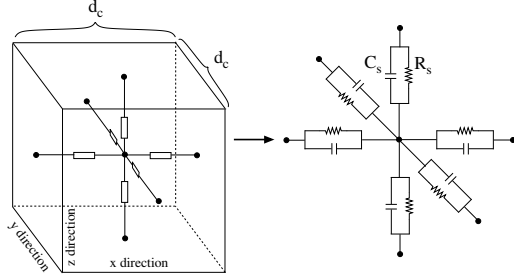 d_c
d_c
C_s R_s
y direction
z direction
x direction